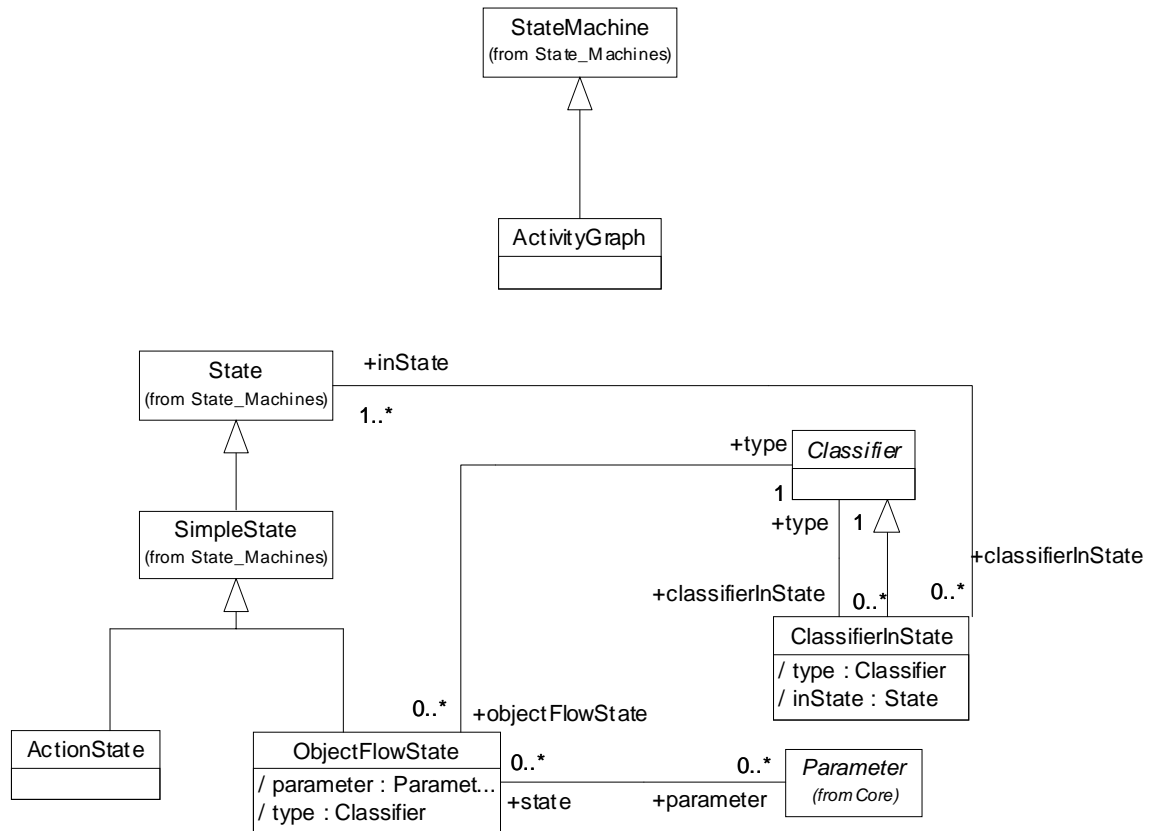 StateMachine
(from State_Machines)
ActivityGraph
State
(from State_Machines)
+inState
1..*
+type
Classifier
1
+type
1
SimpleState
(from State_Machines)
+classifierInState
+classifierInState
0..*
0..*
ClassifierInState
/ type : Classifier
/ inState : State
0..*
+objectFlowState
ActionState
ObjectFlowState
/ parameter : Paramet...
/ type : Classifier
0..*
+state
0..*
+parameter
Parameter
(from Core)